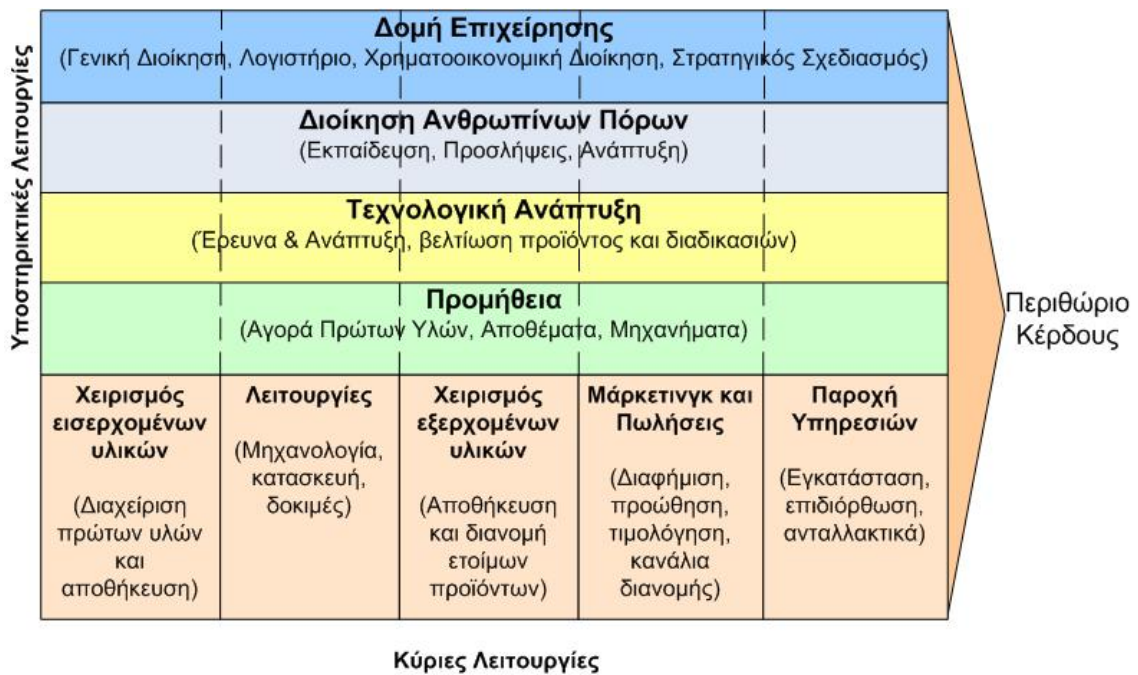 Υποστηρικτικές Λειτουργίες
Δομή Επιχείρησης
(Γενική Διοίκηση, Λογιστήριο, Χρηματοοικονομική Διοίκηση, Στρατηγικός Σχεδιασμός)
Διοίκηση Ανθρωπίνων Πόρων
(Εκπαίδευση, Προσλήψεις, Ανάπτυξη)
Τεχνολογική Ανάπτυξη
(Έρευνα & Ανάπτυξη, βελτίωση προϊόντος και διαδικασιών)
Προμήθεια
(Αγορά Πρώτων Υλών, Αποθέματα, Μηχανήματα)
Χειρισμός
εισερχομένων
υλικών
(Διαχείριση
πρώτων υλών
και
αποθήκευση)
Λειτουργίες
(Μηχανολογία,
κατασκευή,
δοκιμές)
Χειρισμός
εξερχομένων
υλικών
(Αποθήκευση
και διανομή
ετοίμων
προϊόντων)
Μάρκετινγκ και
Πωλήσεις
(Διαφήμιση,
προώθηση,
τιμολόγηση,
κανάλια
διανομής)
Παροχή
Υπηρεσιών
(Εγκατάσταση,
επιδιόρθωση,
ανταλλακτικά)
Περιθώριο
Κέρδους
Κύριες Λειτουργίες